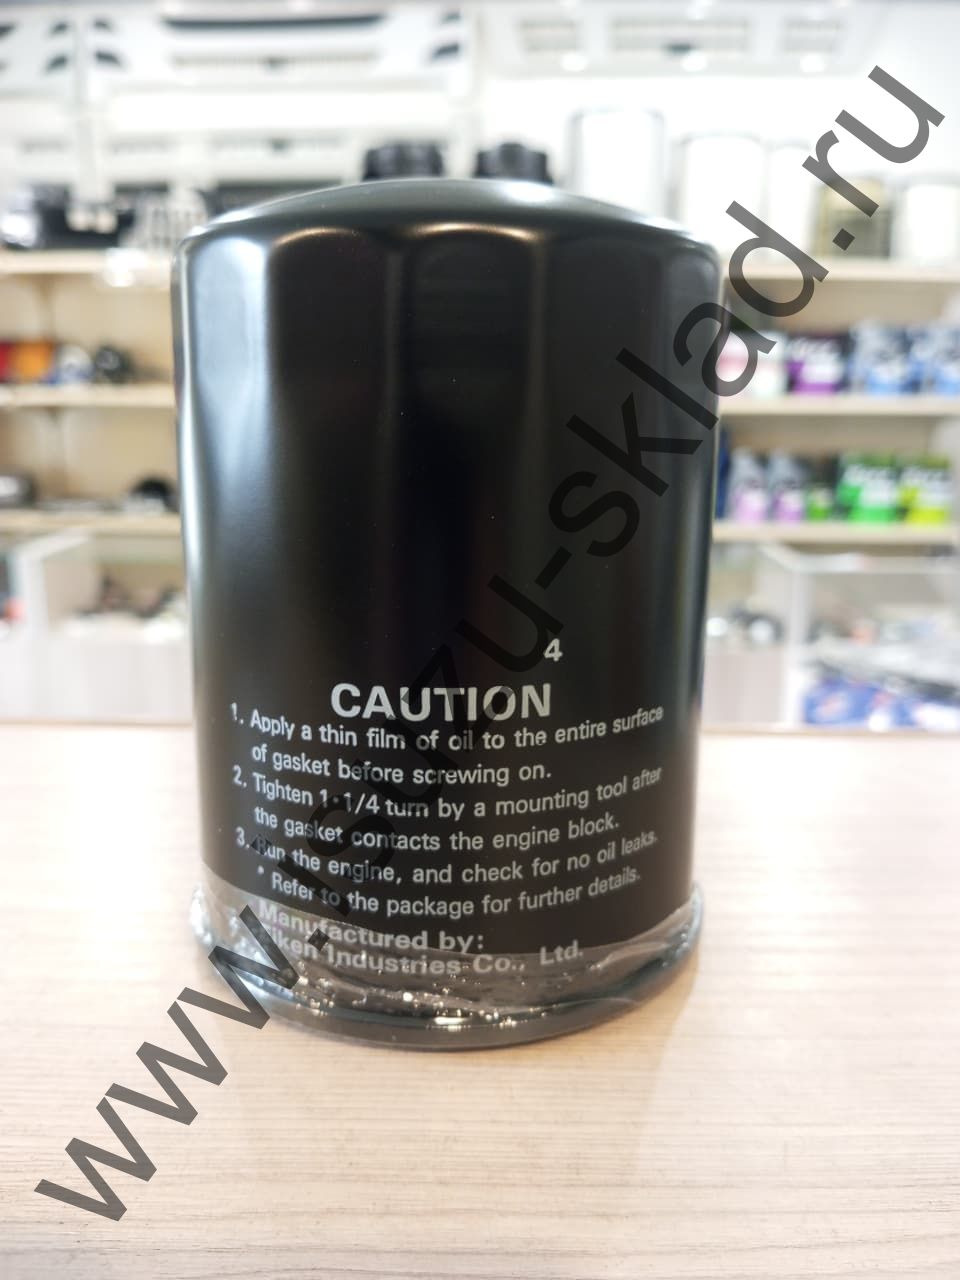 4
CAUTION
1. Apply a thin film of oil to the entire surface
of gasket before screwing on.
2. Tighten 1·1/4 turn by a mounting tool after
the gasket contacts the engine block.
3. Run the engine, and check for no oil leaks.
* Refer to the package for further details.
Manufactured by:
Industries Co., Ltd.
www.isuzu-sklad.ru